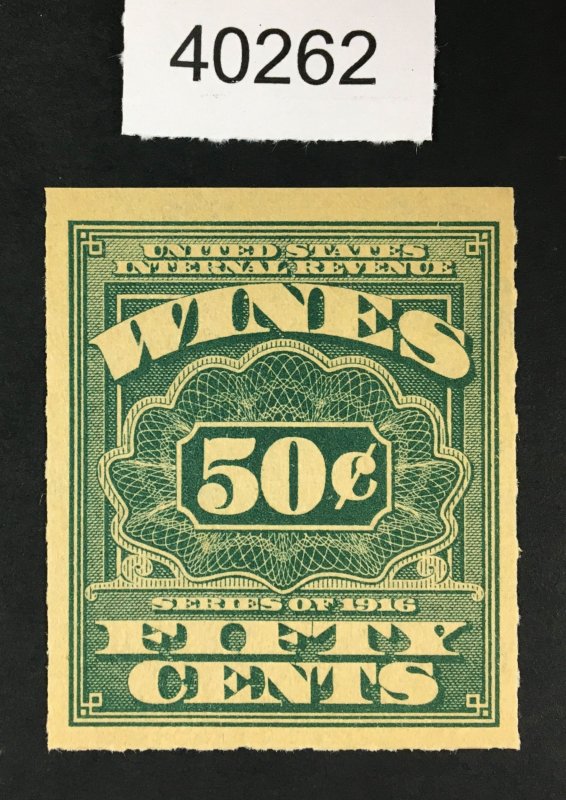 40262
UNITED STATES
INTERNAL REVENUE
WINES
50¢
SERIES OF 1916
FIFTY
CENTS